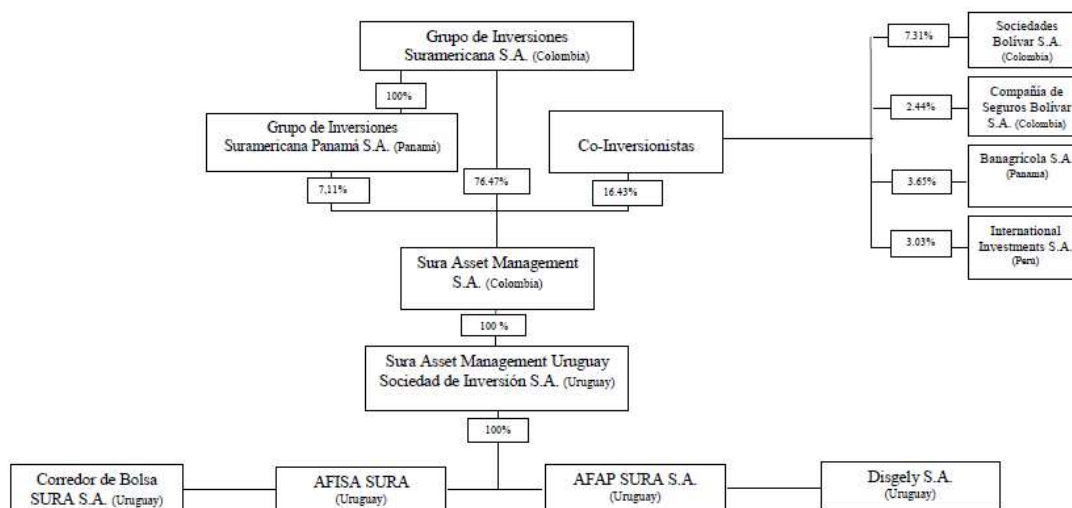 Grupo de Inversiones
Suramericana S.A. (Colombia)
100%
Grupo de Inversiones
Suramericana Panamá S.A. (Panamá)
7,11%
76.47%
Co-Inversionistas
16.43%
7.31%
Sociedades
Bolívar S.A.
(Colombia)
2.44%
Compañía de
Seguros Bolívar
S.A. (Colombia)
3.65%
Banagrícola S.A.
(Panamá)
3.03%
International
Investments S.A.
(Perú)
Sura Asset Management
S.A. (Colombia)
100 %
Sura Asset Management Uruguay
Sociedad de Inversión S.A. (Uruguay)
100%
Corredor de Bolsa
SURA S.A. (Uruguay)
AFISA SURA
(Uruguay)
AFAP SURA S.A.
(Uruguay)
Disgely S.A.
(Uruguay)